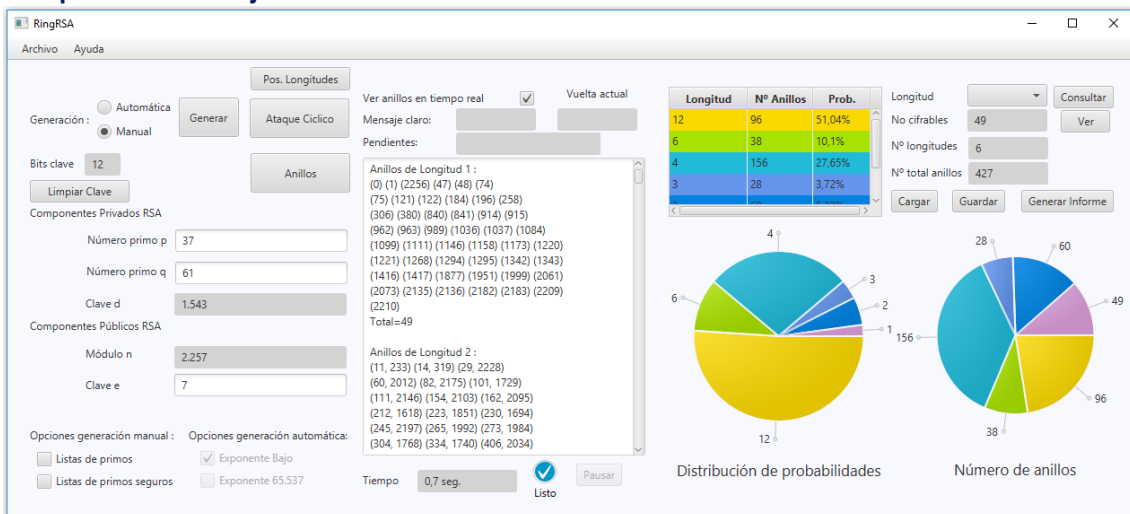 RingRSA
Archivo Ayuda
Pos. Longitudes
Generación :
Automática
Manual
Generar
Ataque Ciclico
Bits clave 12
Anillos
Limpiar Clave
Componentes Privados RSA
Número primo p 37
Número primo q 61
Clave d 1.543
Componentes Públicos RSA
Módulo n 2.257
Clave e 7
Opciones generación manual :
Listas de primos
Listas de primos seguros
Opciones generación automática:
Exponente Bajo
Exponente 65.537
Ver anillos en tiempo real
Vuelta actual
Mensaje claro:
Pendientes:
Anillos de Longitud 1 :
(0) (1) (2256) (47) (48) (74)
(75) (121) (122) (184) (196) (258)
(306) (380) (840) (841) (914) (915)
(962) (963) (989) (1036) (1037) (1084)
(1099) (1111) (1146) (1158) (1173) (1220)
(1221) (1268) (1294) (1295) (1342) (1343)
(1416) (1417) (1877) (1951) (1999) (2061)
(2073) (2135) (2136) (2182) (2183) (2209)
(2210)
Total=49
Anillos de Longitud 2 :
(11, 233) (14, 319) (29, 2228)
(60, 2012) (82, 2175) (101, 1729)
(111, 2146) (154, 2103) (162, 2095)
(212, 1618) (223, 1851) (230, 1694)
(245, 2197) (265, 1992) (273, 1984)
(304, 1768) (334, 1740) (406, 2034)
Tiempo 0,7 seg.
Listo
Pausar
Longitud Nº Anillos Prob.
12 96 51,04%
6 38 10,1%
4 156 27,65%
3 28 3,72%
Longitud
Consultar
No cifrables 49
Ver
Nº longitudes 6
Nº total anillos 427
Cargar
Guardar
Generar Informe
4
3
2
1
6
12
Distribución de probabilidades
28
60
49
156
96
38
Número de anillos